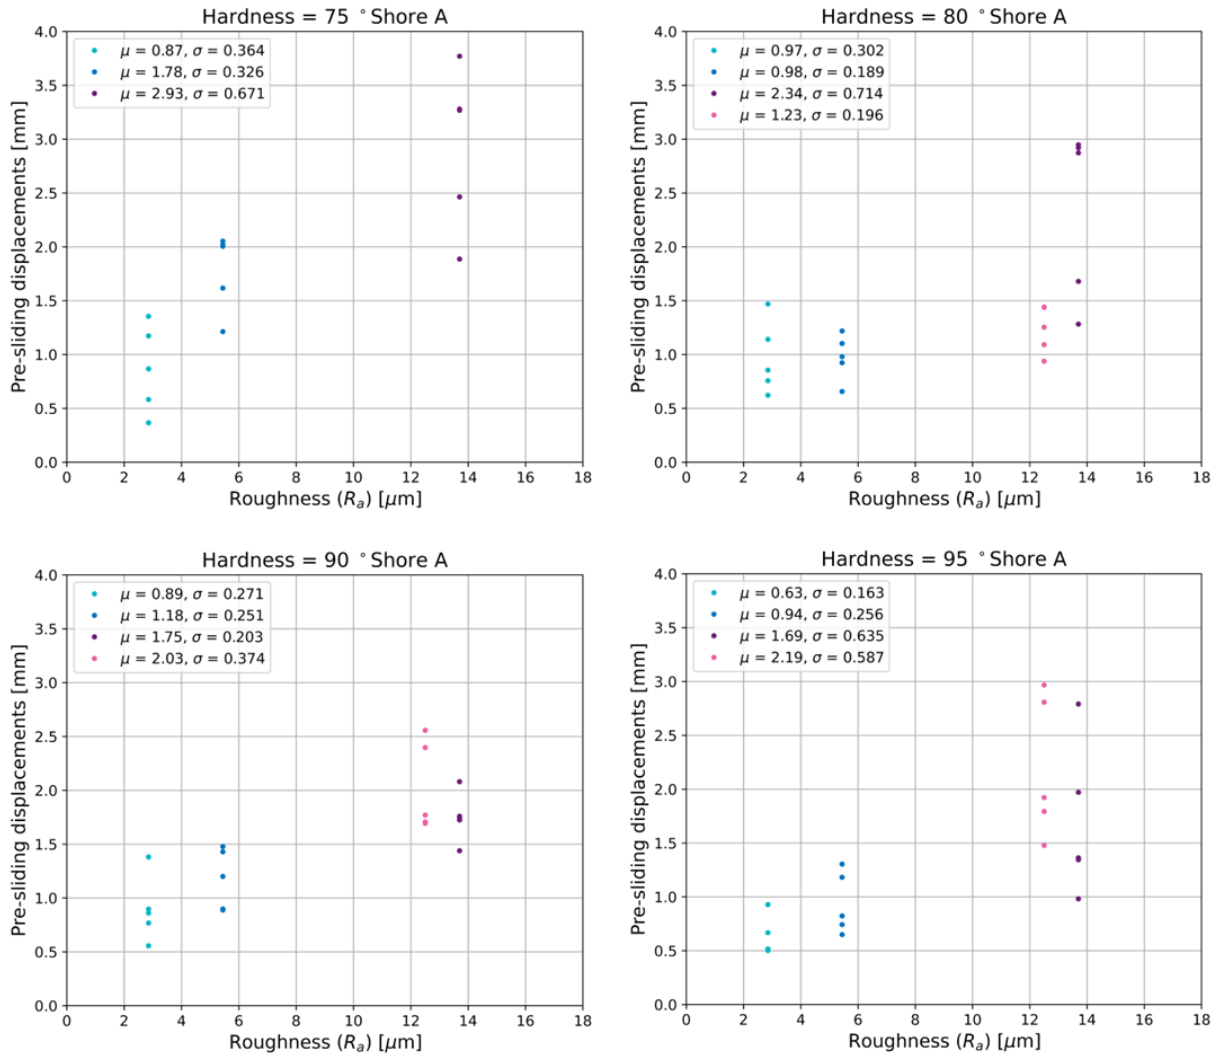 Hardness = 75 °Shore A
μ = 0.87, σ = 0.364
μ = 1.78, σ = 0.326
μ = 2.93, σ = 0.671
Pre-sliding displacements [mm]
4.0
3.5
3.0
2.5
2.0
1.5
1.0
0.5
0.0
0 2 4 6 8 10 12 14 16 18
Roughness (Ra) [μm]
Hardness = 80 °Shore A
μ = 0.97, σ = 0.302
μ = 0.98, σ = 0.189
μ = 2.34, σ = 0.714
μ = 1.23, σ = 0.196
Pre-sliding displacements [mm]
4.0
3.5
3.0
2.5
2.0
1.5
1.0
0.5
0.0
0 2 4 6 8 10 12 14 16 18
Roughness (Ra) [μm]
Hardness = 90 °Shore A
μ = 0.89, σ = 0.271
μ = 1.18, σ = 0.251
μ = 1.75, σ = 0.203
μ = 2.03, σ = 0.374
Pre-sliding displacements [mm]
4.0
3.5
3.0
2.5
2.0
1.5
1.0
0.5
0.0
0 2 4 6 8 10 12 14 16 18
Roughness (Ra) [μm]
Hardness = 95 °Shore A
μ = 0.63, σ = 0.163
μ = 0.94, σ = 0.256
μ = 1.69, σ = 0.635
μ = 2.19, σ = 0.587
Pre-sliding displacements [mm]
4.0
3.5
3.0
2.5
2.0
1.5
1.0
0.5
0.0
0 2 4 6 8 10 12 14 16 18
Roughness (Ra) [μm]